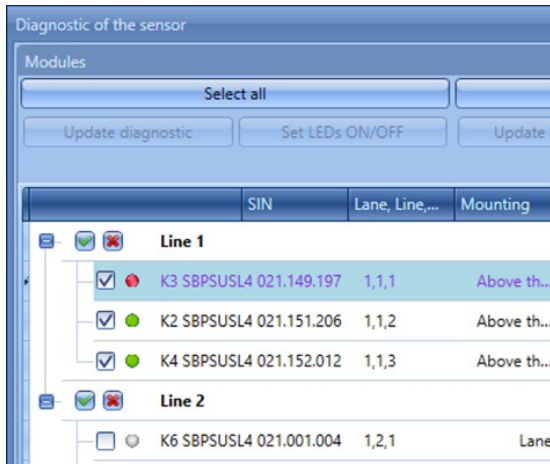 Diagnostic of the sensor
Modules
Select all
Update diagnostic Set LEDs ON/OFF Update
SIN Lane, Line,... Mounting
Line 1
K3 SBPSUSL4 021.149.197 1,1,1 Above th...
K2 SBPSUSL4 021.151.206 1,1,2 Above th...
K4 SBPSUSL4 021.152.012 1,1,3 Above th...
Line 2
K6 SBPSUSL4 021.001.004 1,2,1 Lane